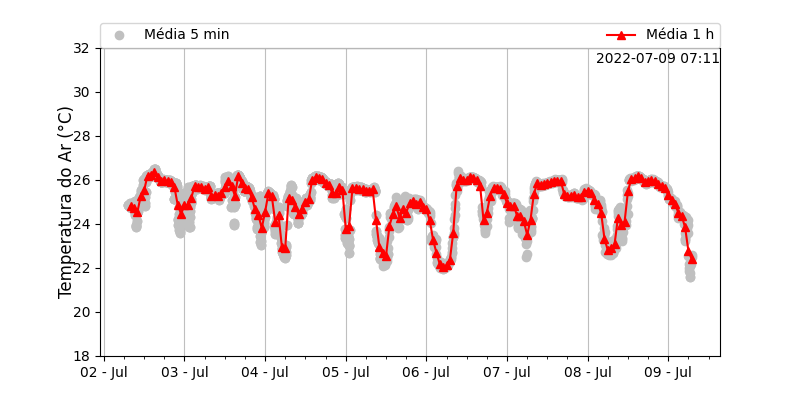 Média 5 min
Média 1 h
2022-07-09 07:11
Temperatura do Ar (°C)
32
30
28
26
24
22
20
18
02 - Jul
03 - Jul
04 - Jul
05 - Jul
06 - Jul
07 - Jul
08 - Jul
09 - Jul